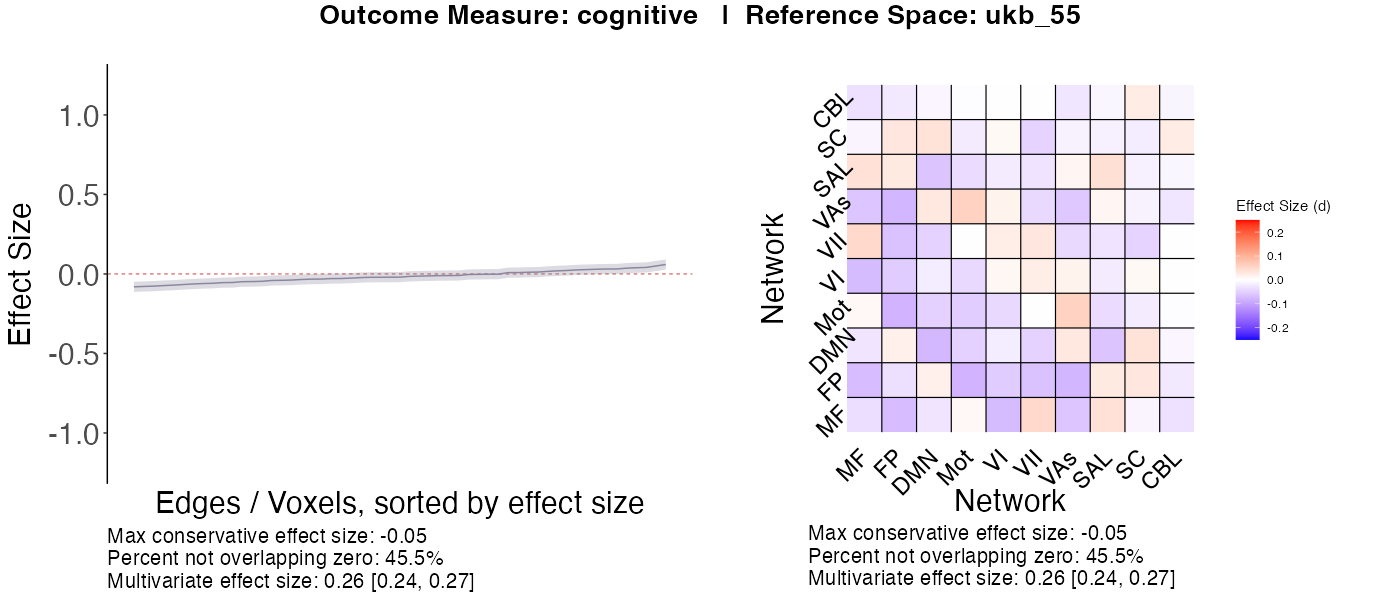 Outcome Measure: cognitive | Reference Space: ukb_55
Effect Size
1.0
0.5
0.0
-0.5
-1.0
Edges / Voxels, sorted by effect size
Max conservative effect size: -0.05
Percent not overlapping zero: 45.5%
Multivariate effect size: 0.26 [0.24, 0.27]
Network
CBL
SC
SAL
VAs
VII
VI
Mot
DMN
FP
MF
MF FP DMN Mot VI VII VAs SAL SC CBL
Network
Max conservative effect size: -0.05
Percent not overlapping zero: 45.5%
Multivariate effect size: 0.26 [0.24, 0.27]
Effect Size (d)
0.2
0.1
0.0
-0.1
-0.2